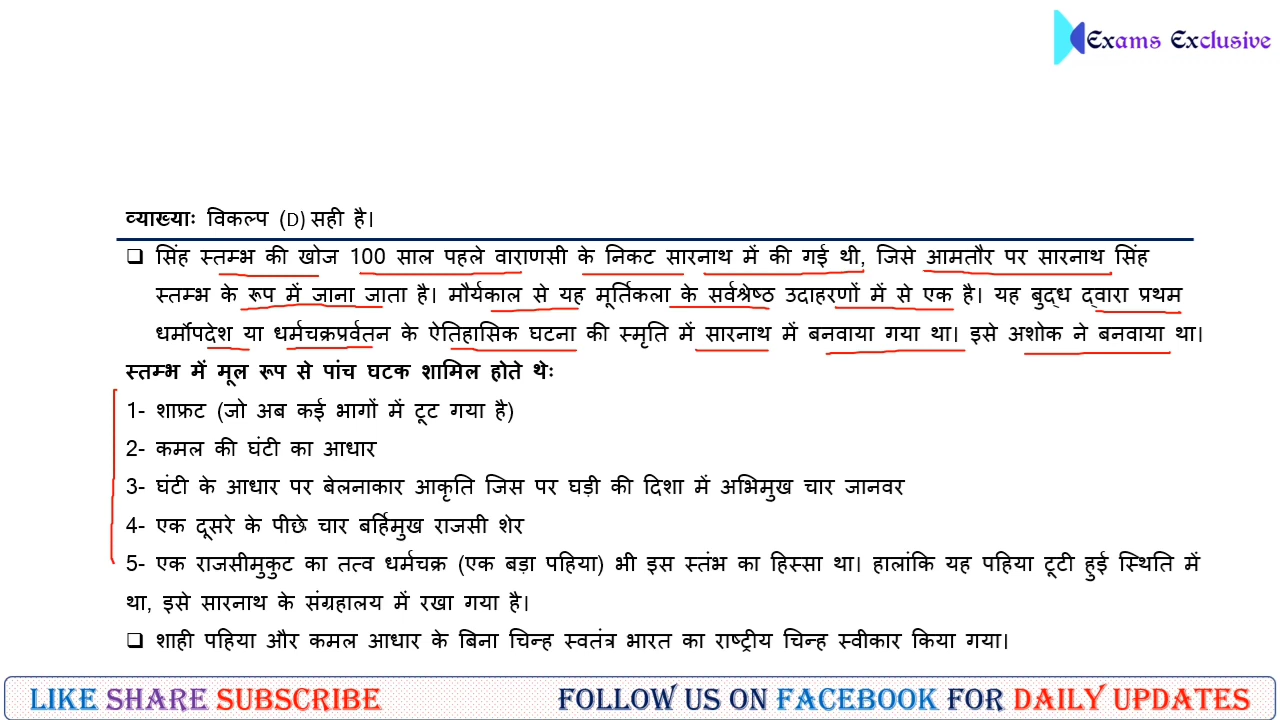 Exams Exclusive
व्याख्याः विकल्प (D) सही है।
❑ सिंह स्तम्भ की खोज 100 साल पहले वाराणसी के निकट सारनाथ में की गई थी, जिसे आमतौर पर सारनाथ सिंह
स्तम्भ के रूप में जाना जाता है। मौर्यकाल से यह मूर्तिकला के सर्वश्रेष्ठ उदाहरणों में से एक है। यह बुद्ध द्वारा प्रथम
धर्मोपदेश या धर्मचक्रप्रर्वतन के ऐतिहासिक घटना की स्मृति में सारनाथ में बनवाया गया था। इसे अशोक ने बनवाया था।
स्तम्भ में मूल रूप से पांच घटक शामिल होते थेः
1- शाफ्रट (जो अब कई भागों में टूट गया है)
2- कमल की घंटी का आधार
3- घंटी के आधार पर बेलनाकार आकृति जिस पर घड़ी की दिशा में अभिमुख चार जानवर
4- एक दूसरे के पीछे चार बर्हिमुख राजसी शेर
5- एक राजसीमुकुट का तत्व धर्मचक्र (एक बड़ा पहिया) भी इस स्तंभ का हिस्सा था। हालांकि यह पहिया टूटी हुई स्थिति में
था, इसे सारनाथ के संग्रहालय में रखा गया है।
❑ शाही पहिया और कमल आधार के बिना चिन्ह स्वतंत्र भारत का राष्ट्रीय चिन्ह स्वीकार किया गया।
LIKE SHARE SUBSCRIBE FOLLOW US ON FACEBOOK FOR DAILY UPDATES